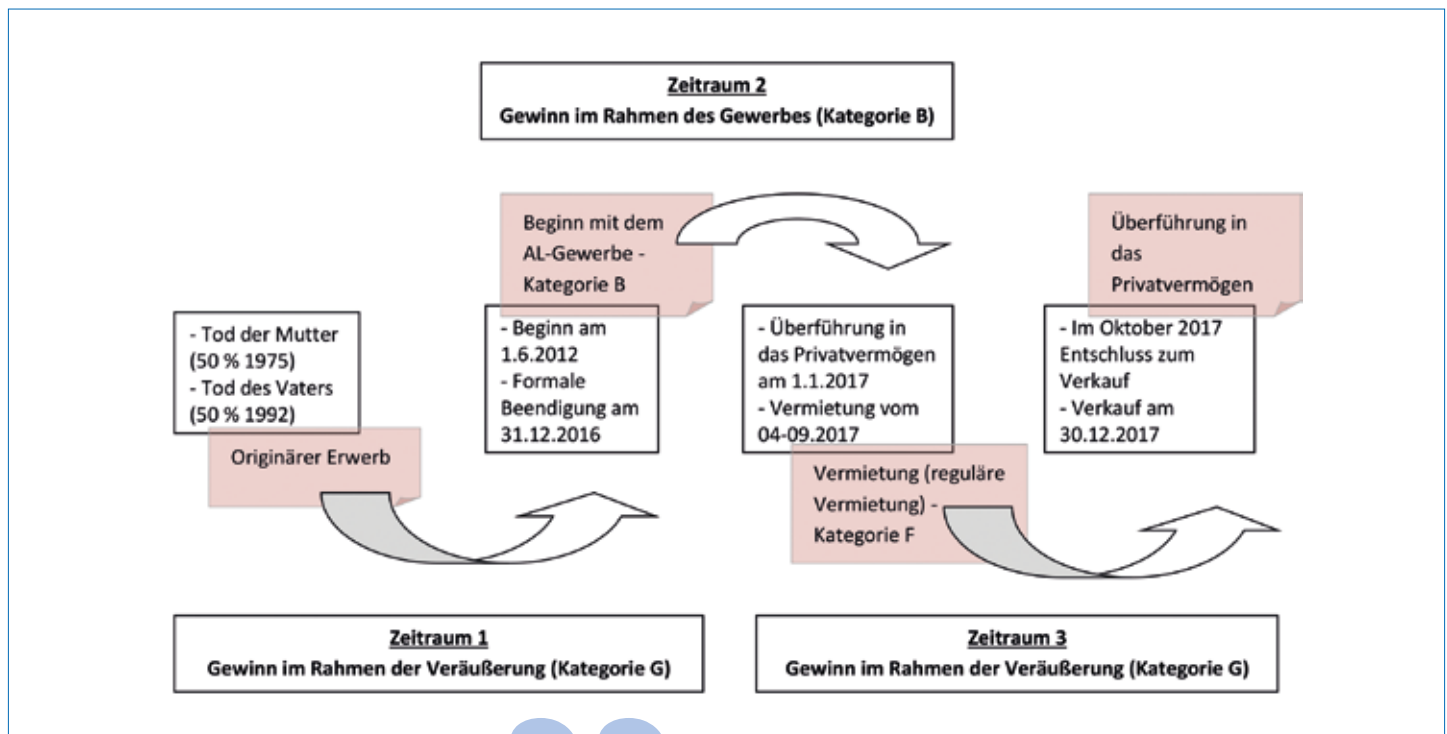 Zeitraum 2
Gewinn im Rahmen des Gewerbes (Kategorie B)
Beginn mit dem
AL-Gewerbe -
Kategorie B
Überführung in
das
Privatvermögen
- Tod der Mutter
(50 % 1975)
- Tod des Vaters
(50 % 1992)
Originärer Erwerb
- Beginn am
1.6.2012
- Formale
Beendigung am
31.12.2016
- Überführung in
das Privatvermögen
am 1.1.2017
- Vermietung vom
04-09.2017
Vermietung (reguläre
Vermietung) -
Kategorie F
- Im Oktober 2017
Entschluss zum
Verkauf
- Verkauf am
30.12.2017
Zeitraum 1
Gewinn im Rahmen der Veräußerung (Kategorie G)
Zeitraum 3
Gewinn im Rahmen der Veräußerung (Kategorie G)